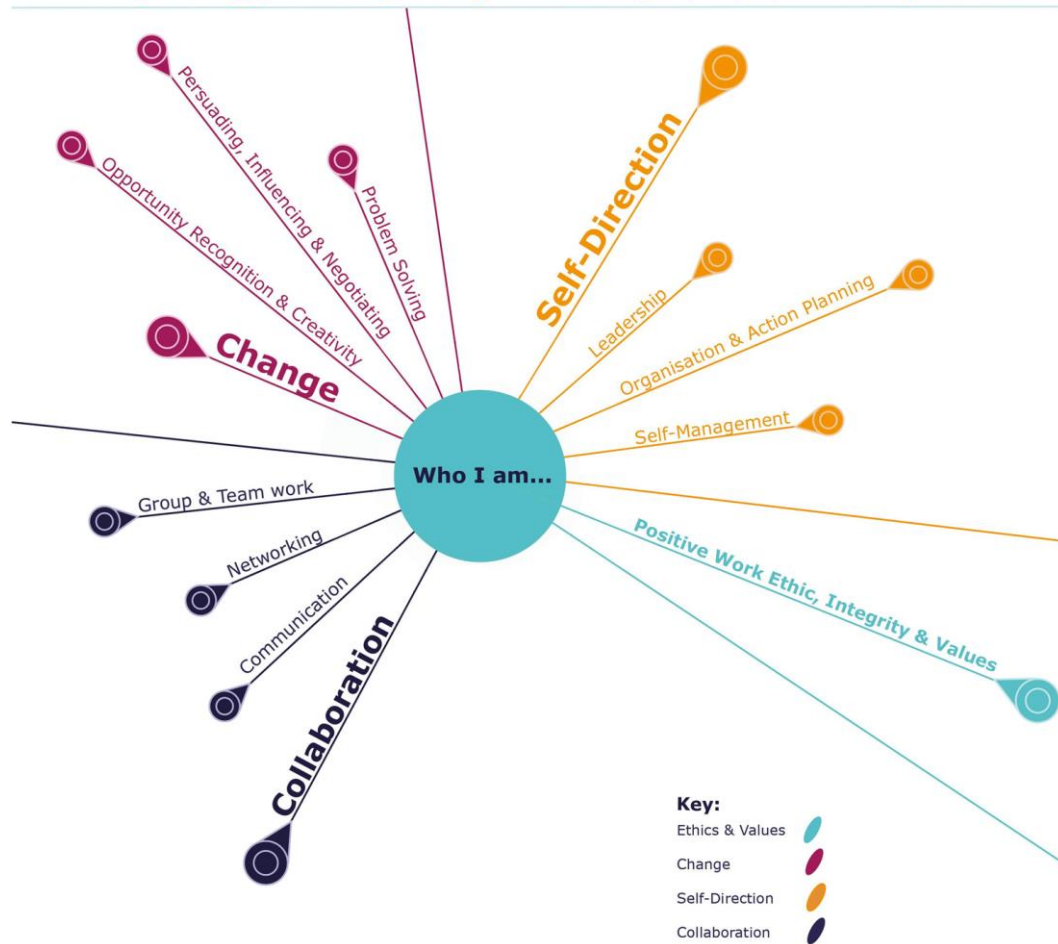 Persuading, Influencing & Negotiating
Opportunity Recognition & Creativity
Problem Solving
Change
Self-Direction
Leadership
Organisation & Action Planning
Self-Management
Who I am...
Group & Team work
Networking
Communication
Collaboration
Positive Work Ethic, Integrity & Values
Key:
Ethics & Values
Change
Self-Direction
Collaboration